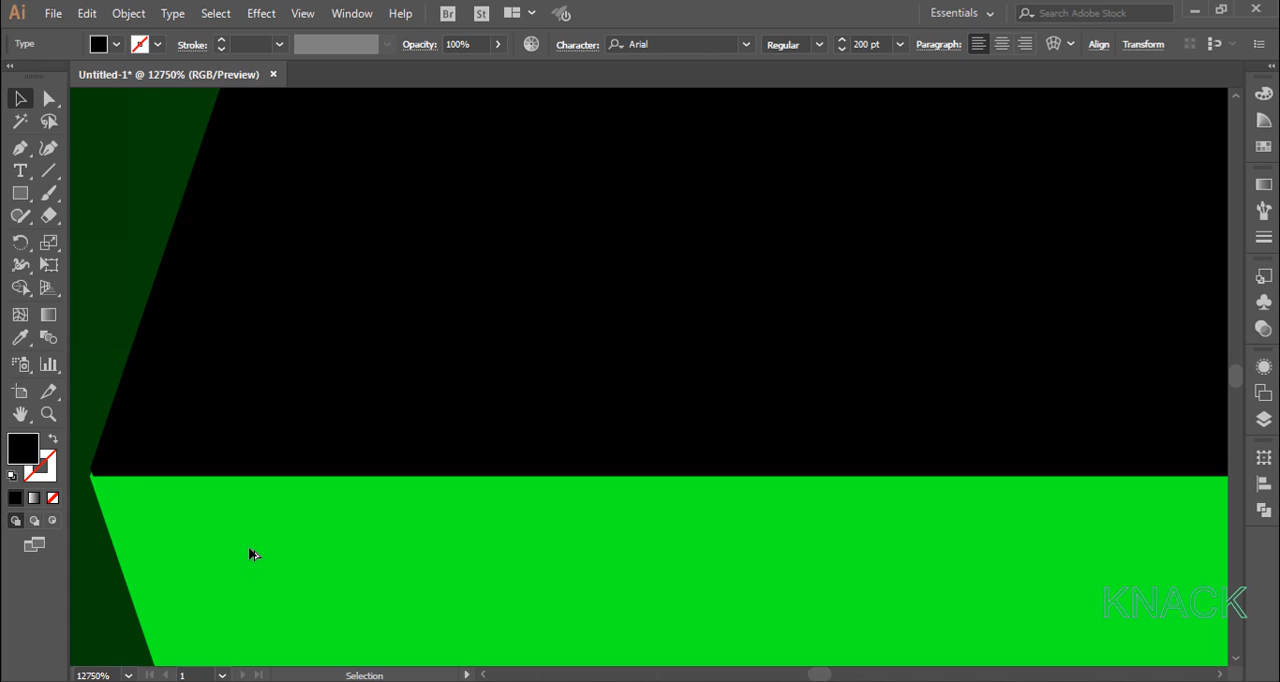 Ai File Edit Object Type Select Effect View Window Help Br St Essentials Search Adobe Stock
Type Stroke: Opacity: 100% Character: Arial Regular 200 pt Paragraph: Align Transform
Untitled-1* @ 12750% (RGB/Preview)
KNACK
12750% 1 Selection